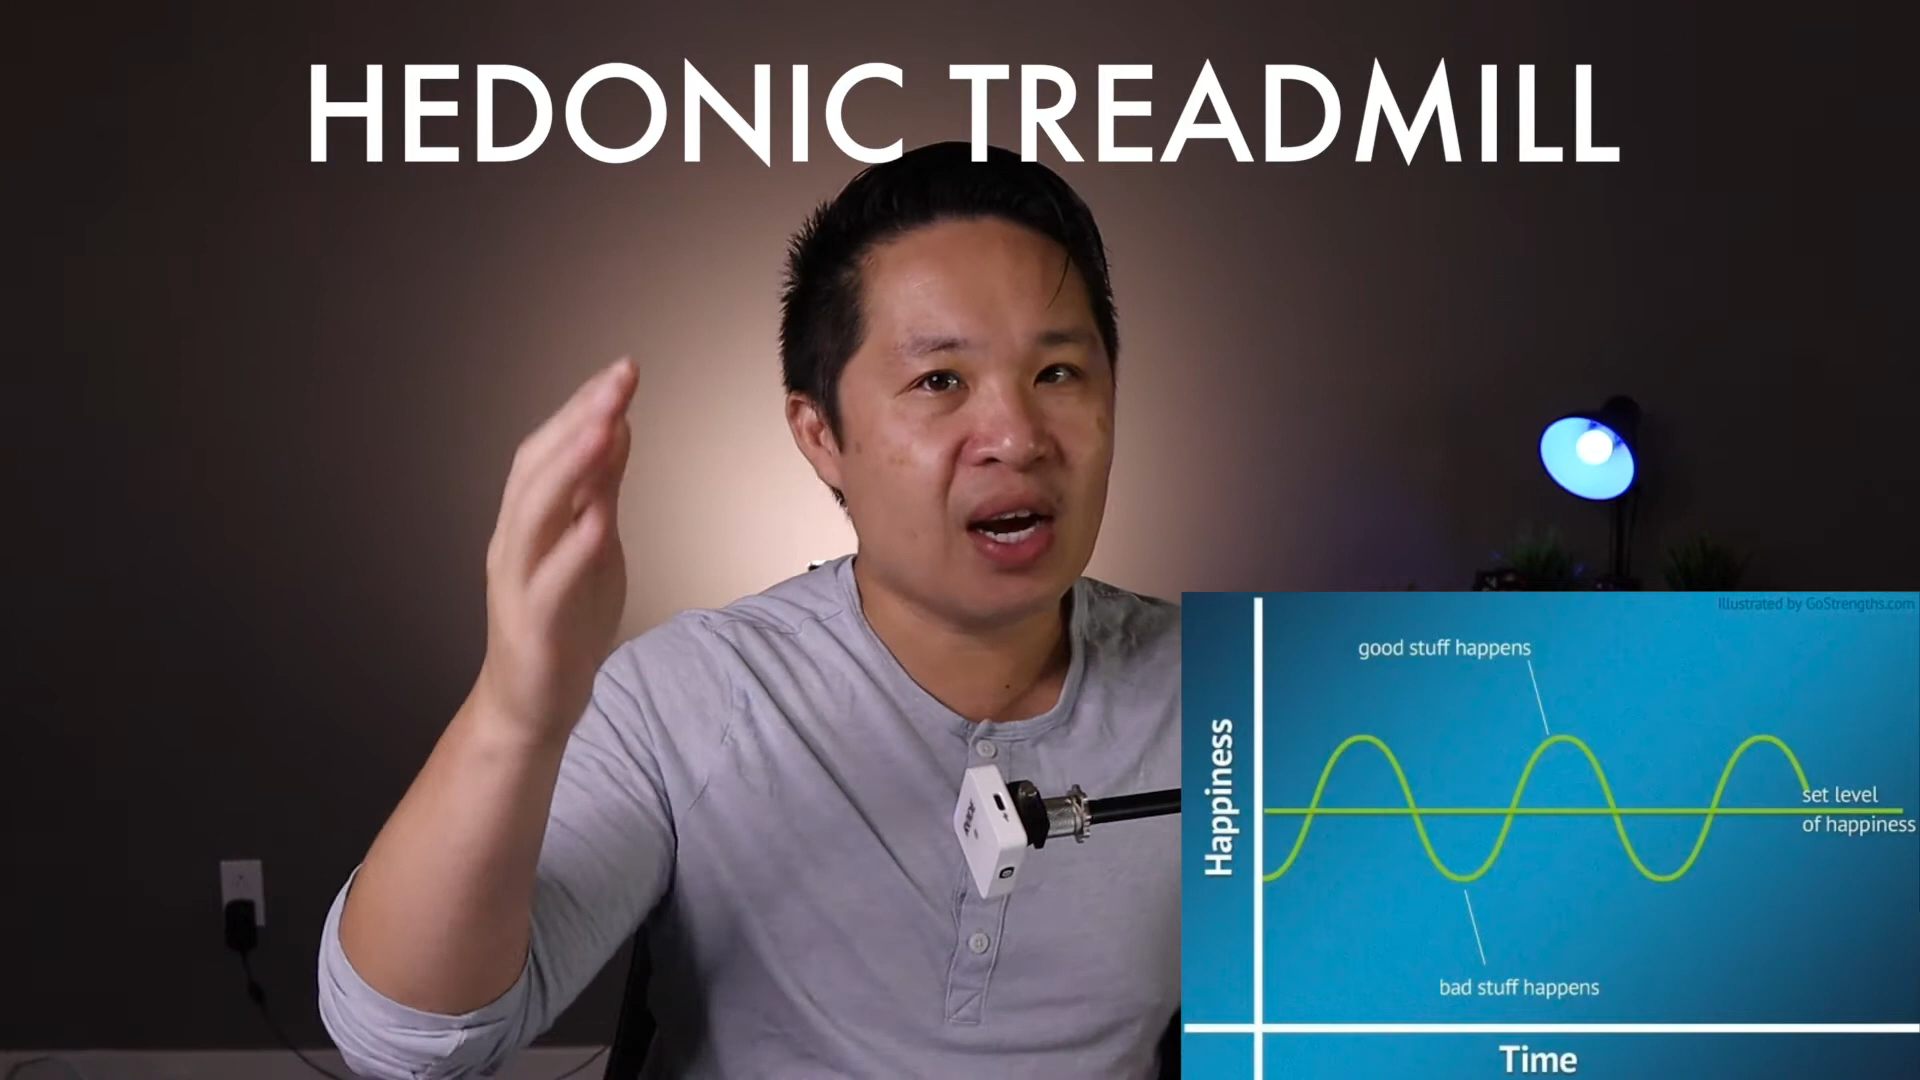 HEDONIC TREADMILL
Illustrated by GoStrengths.com
good stuff happens
Happiness
set level
of happiness
bad stuff happens
Time